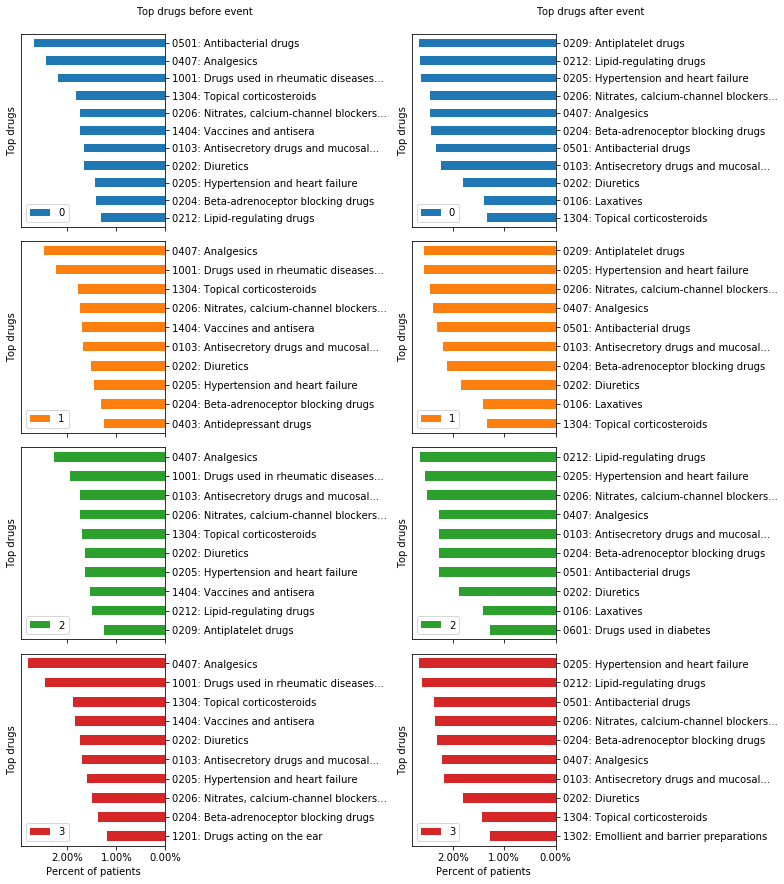 Top drugs before event
Top drugs
0501: Antibacterial drugs
0407: Analgesics
1001: Drugs used in rheumatic diseases...
1304: Topical corticosteroids
0206: Nitrates, calcium-channel blockers...
1404: Vaccines and antisera
0103: Antisecretory drugs and mucosal...
0202: Diuretics
0205: Hypertension and heart failure
0204: Beta-adrenoceptor blocking drugs
0212: Lipid-regulating drugs
0
Top drugs
0407: Analgesics
1001: Drugs used in rheumatic diseases...
1304: Topical corticosteroids
0206: Nitrates, calcium-channel blockers...
1404: Vaccines and antisera
0103: Antisecretory drugs and mucosal...
0202: Diuretics
0205: Hypertension and heart failure
0204: Beta-adrenoceptor blocking drugs
0403: Antidepressant drugs
1
Top drugs
0407: Analgesics
1001: Drugs used in rheumatic diseases...
0103: Antisecretory drugs and mucosal...
0206: Nitrates, calcium-channel blockers...
1304: Topical corticosteroids
0202: Diuretics
0205: Hypertension and heart failure
1404: Vaccines and antisera
0212: Lipid-regulating drugs
0209: Antiplatelet drugs
2
Top drugs
0407: Analgesics
1001: Drugs used in rheumatic diseases...
1304: Topical corticosteroids
1404: Vaccines and antisera
0202: Diuretics
0103: Antisecretory drugs and mucosal...
0205: Hypertension and heart failure
0206: Nitrates, calcium-channel blockers...
0204: Beta-adrenoceptor blocking drugs
1201: Drugs acting on the ear
3
2.00% 1.00% 0.00%
Percent of patients
Top drugs after event
Top drugs
0209: Antiplatelet drugs
0212: Lipid-regulating drugs
0205: Hypertension and heart failure
0206: Nitrates, calcium-channel blockers...
0407: Analgesics
0204: Beta-adrenoceptor blocking drugs
0501: Antibacterial drugs
0103: Antisecretory drugs and mucosal...
0202: Diuretics
0106: Laxatives
1304: Topical corticosteroids
0
Top drugs
0209: Antiplatelet drugs
0205: Hypertension and heart failure
0206: Nitrates, calcium-channel blockers...
0407: Analgesics
0501: Antibacterial drugs
0103: Antisecretory drugs and mucosal...
0204: Beta-adrenoceptor blocking drugs
0202: Diuretics
0106: Laxatives
1304: Topical corticosteroids
1
Top drugs
0212: Lipid-regulating drugs
0205: Hypertension and heart failure
0206: Nitrates, calcium-channel blockers...
0407: Analgesics
0103: Antisecretory drugs and mucosal...
0204: Beta-adrenoceptor blocking drugs
0501: Antibacterial drugs
0202: Diuretics
0106: Laxatives
0601: Drugs used in diabetes
2
Top drugs
0205: Hypertension and heart failure
0212: Lipid-regulating drugs
0501: Antibacterial drugs
0206: Nitrates, calcium-channel blockers...
0204: Beta-adrenoceptor blocking drugs
0407: Analgesics
0103: Antisecretory drugs and mucosal...
0202: Diuretics
1304: Topical corticosteroids
1302: Emollient and barrier preparations
3
2.00% 1.00% 0.00%
Percent of patients